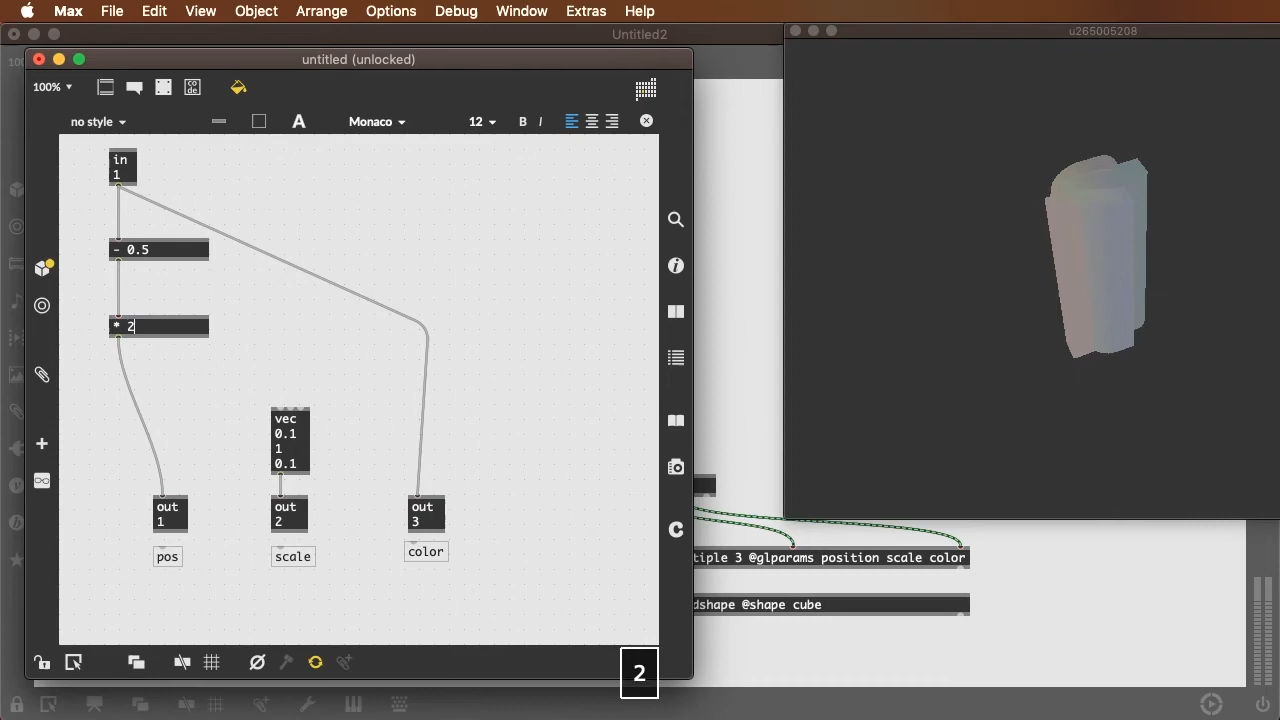 Max File Edit View Object Arrange Options Debug Window Extras Help
Untitled2
u265005208
untitled (unlocked)
100%
co
de
no style
A
Monaco
12
B
I
in
1
- 0.5
* 2
vec
0.1
1
0.1
out
1
out
2
out
3
pos
scale
color
tiple 3 @glparams position scale color
dshape @shape cube
2